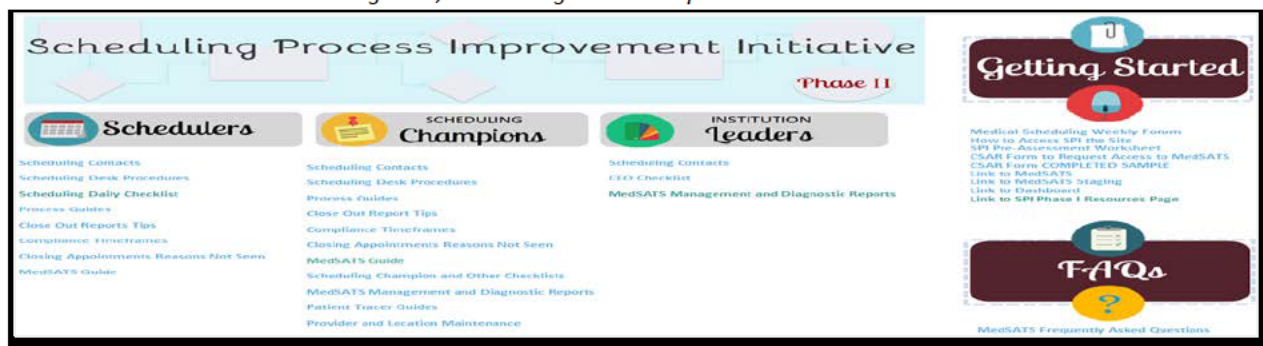 Scheduling Process Improvement Initiative
Phase II
Schedulers
Scheduling Contacts
Scheduling Desk Procedures
Scheduling Daily Checklist
Process Guides
Close Out Reports Tips
Compliance Timeframes
Closing Appointments Reasons Not Seen
MedSATS Guide
SCHEDULING
Champions
Scheduling Contacts
Scheduling Desk Procedures
Process Guides
Close Out Report Tips
Compliance Timeframes
Closing Appointments Reasons Not Seen
MedSATS Guide
Scheduling Champion and Other Checklists
MedSATS Management and Diagnostic Reports
Patient Tracer Guides
Provider and Location Maintenance
INSTITUTION
Leaders
Scheduling Contacts
CEO Checklist
MedSATS Management and Diagnostic Reports
Getting Started
Medical Scheduling Weekly Forum
How to Access SPI the Site
SPI Pre-Assessment Worksheet
CSAR Form to Request Access to MedSATS
CSAR Form COMPLETED SAMPLE
Link to MedSATS
Link to MedSATS Staging
Link to Dashboard
Link to SPI Phase I Resources Page
FAQs
?
MedSATS Frequently Asked Questions